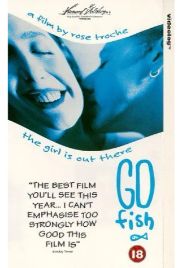 a film by rose troche
videolog™
the girl is out there
"THE BEST FILM
YOU'LL SEE THIS
YEAR... I CAN'T
EMPHASISE TOO
STRONGLY HOW
GOOD THIS
FILM IS"
GO
fish
18